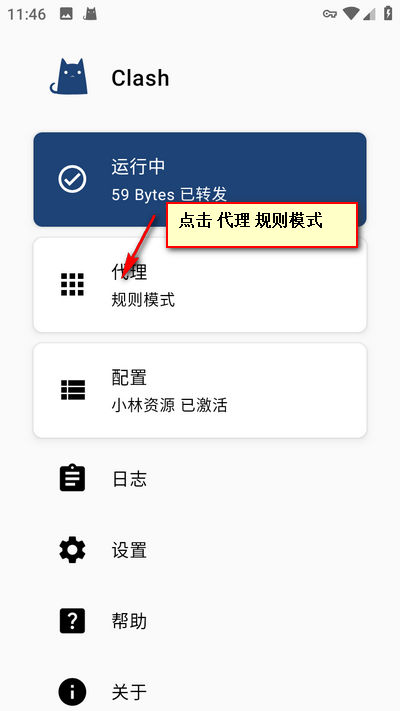 11:46
Clash
运行中
59 Bytes 已转发
点击 代理 规则模式
代理
规则模式
配置
小林资源 已激活
日志
设置
帮助
关于